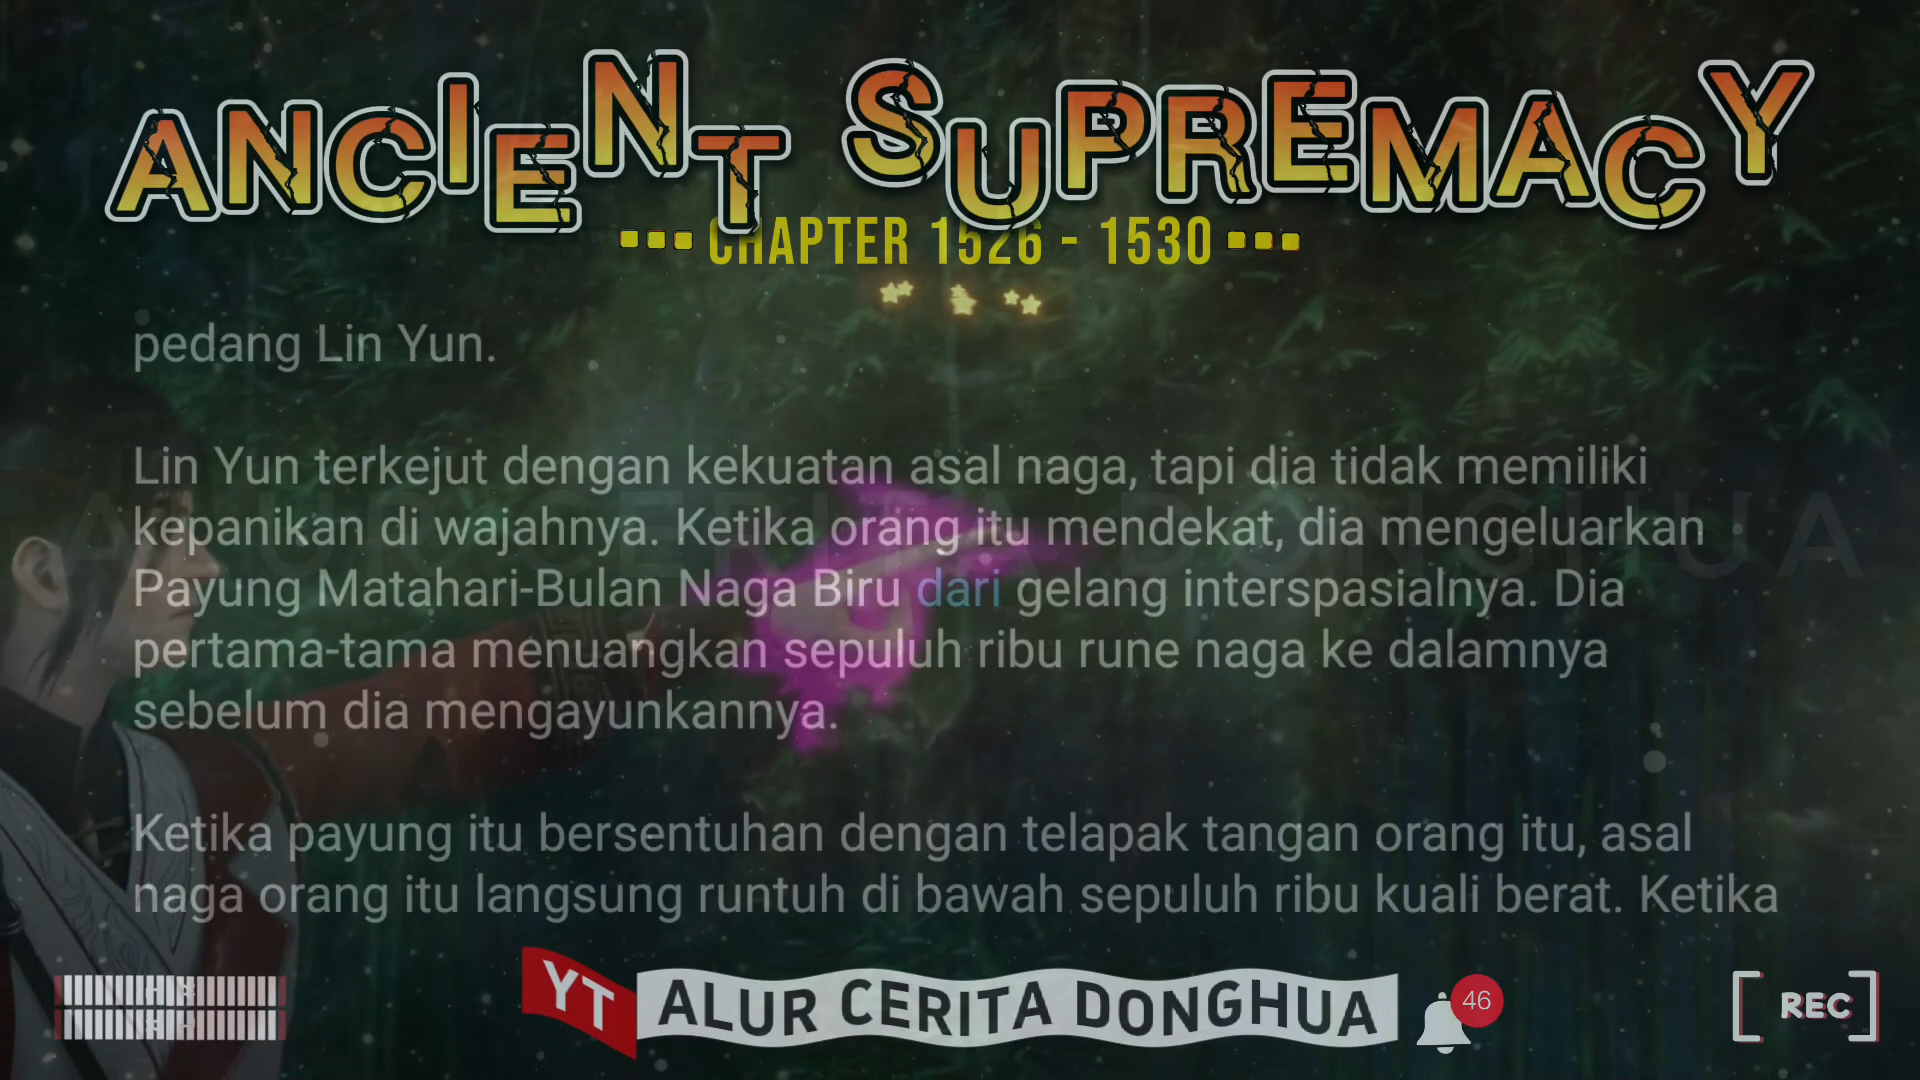 ANCIENT SUPREMACY
CHAPTER 1526 - 1530
pedang Lin Yun.
Lin Yun terkejut dengan kekuatan asal naga, tapi dia tidak memiliki
kepanikan di wajahnya. Ketika orang itu mendekat, dia mengeluarkan
Payung Matahari-Bulan Naga Biru dari gelang interspasialnya. Dia
pertama-tama menuangkan sepuluh ribu rune naga ke dalamnya
sebelum dia mengayunkannya.
Ketika payung itu bersentuhan dengan telapak tangan orang itu, asal
naga orang itu langsung runtuh di bawah sepuluh ribu kuali berat. Ketika
ALUR CERITA DONGHUA
YT ALUR CERITA DONGHUA
46
REC